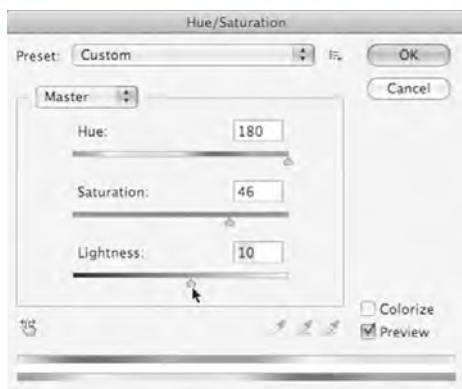 Hue/Saturation
Preset: Custom
OK
Cancel
Master
Hue: 180
Saturation: 46
Lightness: 10
Colorize
Preview